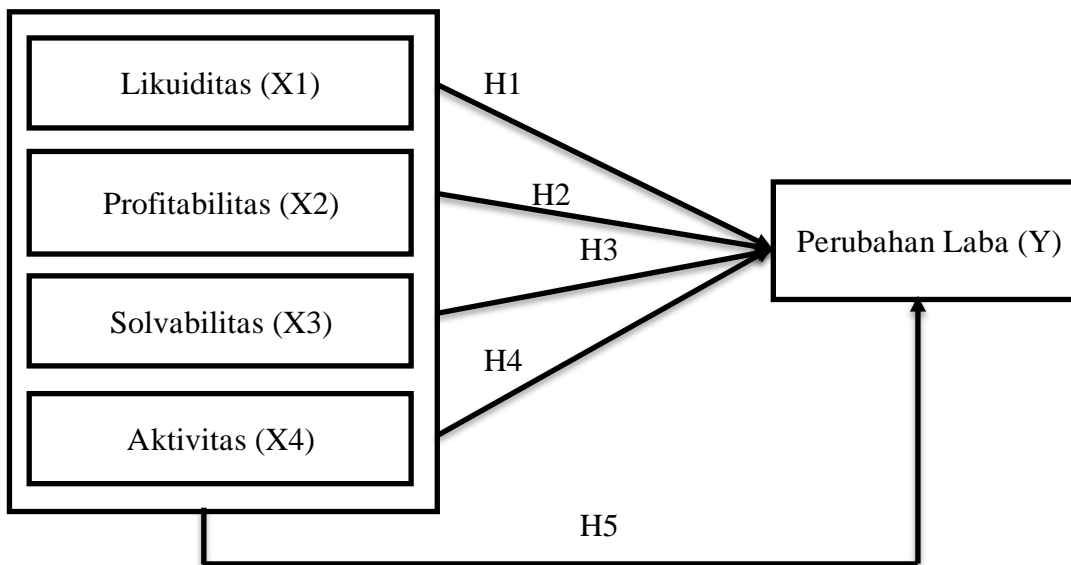 Likuiditas (X1)
Profitabilitas (X2)
Solvabilitas (X3)
Aktivitas (X4)
H1
H2
H3
H4
H5
Perubahan Laba (Y)